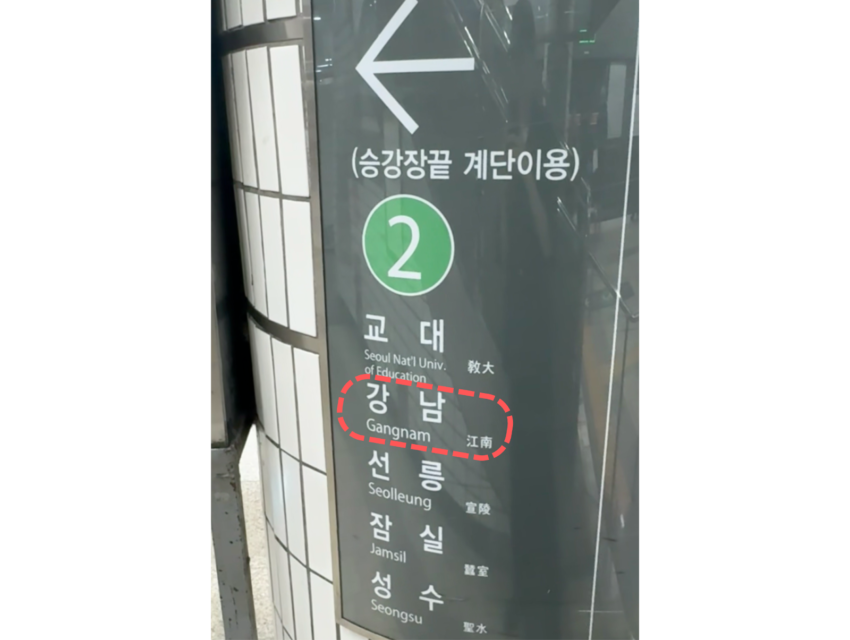 (승강장끝 계단이용)
2
교 대
Seoul Nat'l Univ.
of Education 敎大
강 남
Gangnam 江南
선 릉
Seolleung 宣陵
잠 실
Jamsil 蠶室
성 수
Seongsu 聖水